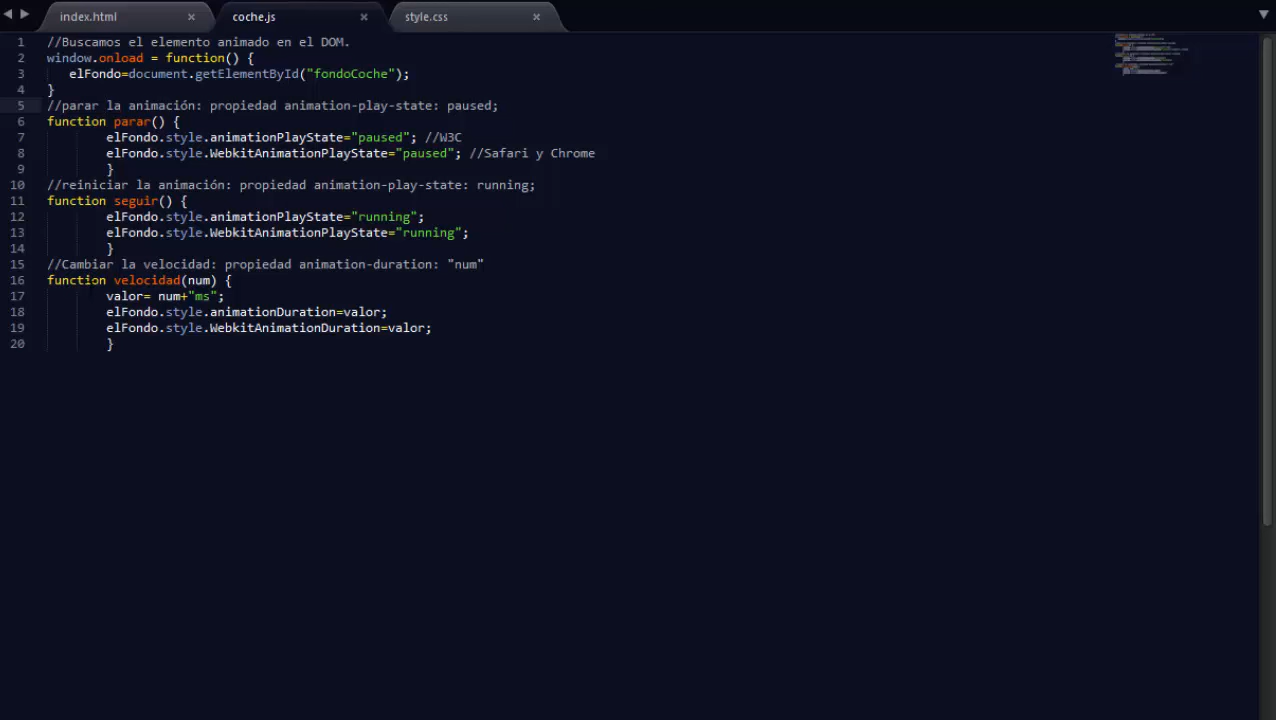 index.html × coche.js × style.css ×
1 //Buscamos el elemento animado en el DOM.
2 window.onload = function() {
3 elFondo=document.getElementById("fondoCoche");
4 }
5 //parar la animación: propiedad animation-play-state: paused;
6 function parar() {
7 elFondo.style.animationPlayState="paused"; //W3C
8 elFondo.style.WebkitAnimationPlayState="paused"; //Safari y Chrome
9 }
10 //reiniciar la animación: propiedad animation-play-state: running;
11 function seguir() {
12 elFondo.style.animationPlayState="running";
13 elFondo.style.WebkitAnimationPlayState="running";
14 }
15 //Cambiar la velocidad: propiedad animation-duration: "num"
16 function velocidad(num) {
17 valor= num+"ms";
18 elFondo.style.animationDuration=valor;
19 elFondo.style.WebkitAnimationDuration=valor;
20 }